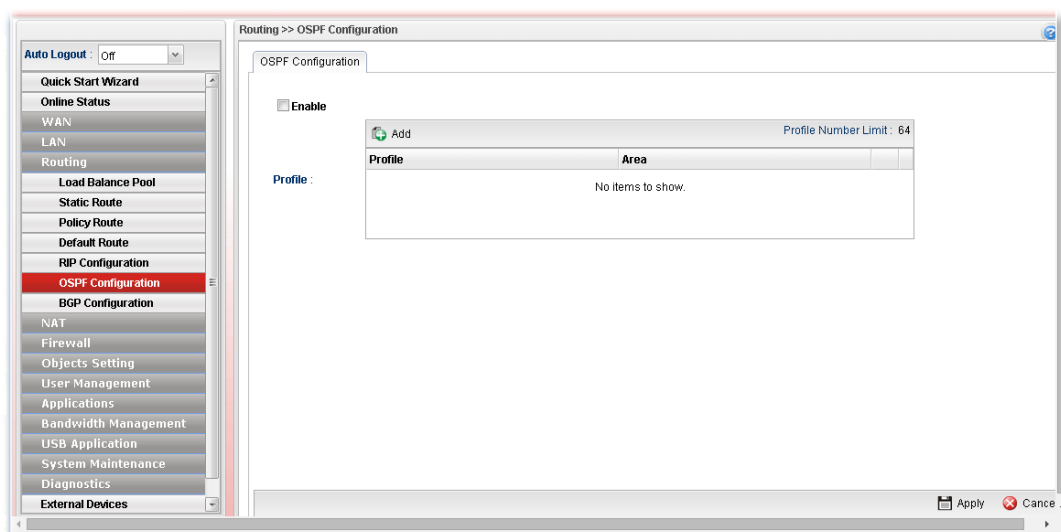 Routing >> OSPF Configuration
Auto Logout : Off
OSPF Configuration
Quick Start Wizard
Online Status
WAN
LAN
Routing
Load Balance Pool
Static Route
Policy Route
Default Route
RIP Configuration
OSPF Configuration
BGP Configuration
NAT
Firewall
Objects Setting
User Management
Applications
Bandwidth Management
USB Application
System Maintenance
Diagnostics
External Devices
Enable
Add
Profile Number Limit : 64
Profile Area
Profile :
No items to show.
Apply
Cance